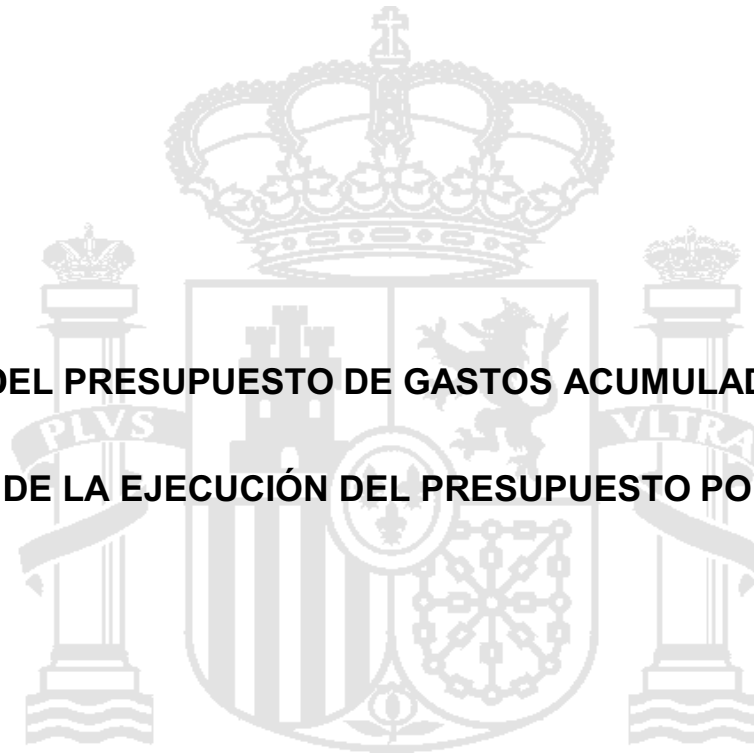 DEL PRESUPUESTO DE GASTOS ACUMULAD
PLVS
VLTRA
DE LA EJECUCIÓN DEL PRESUPUESTO PO